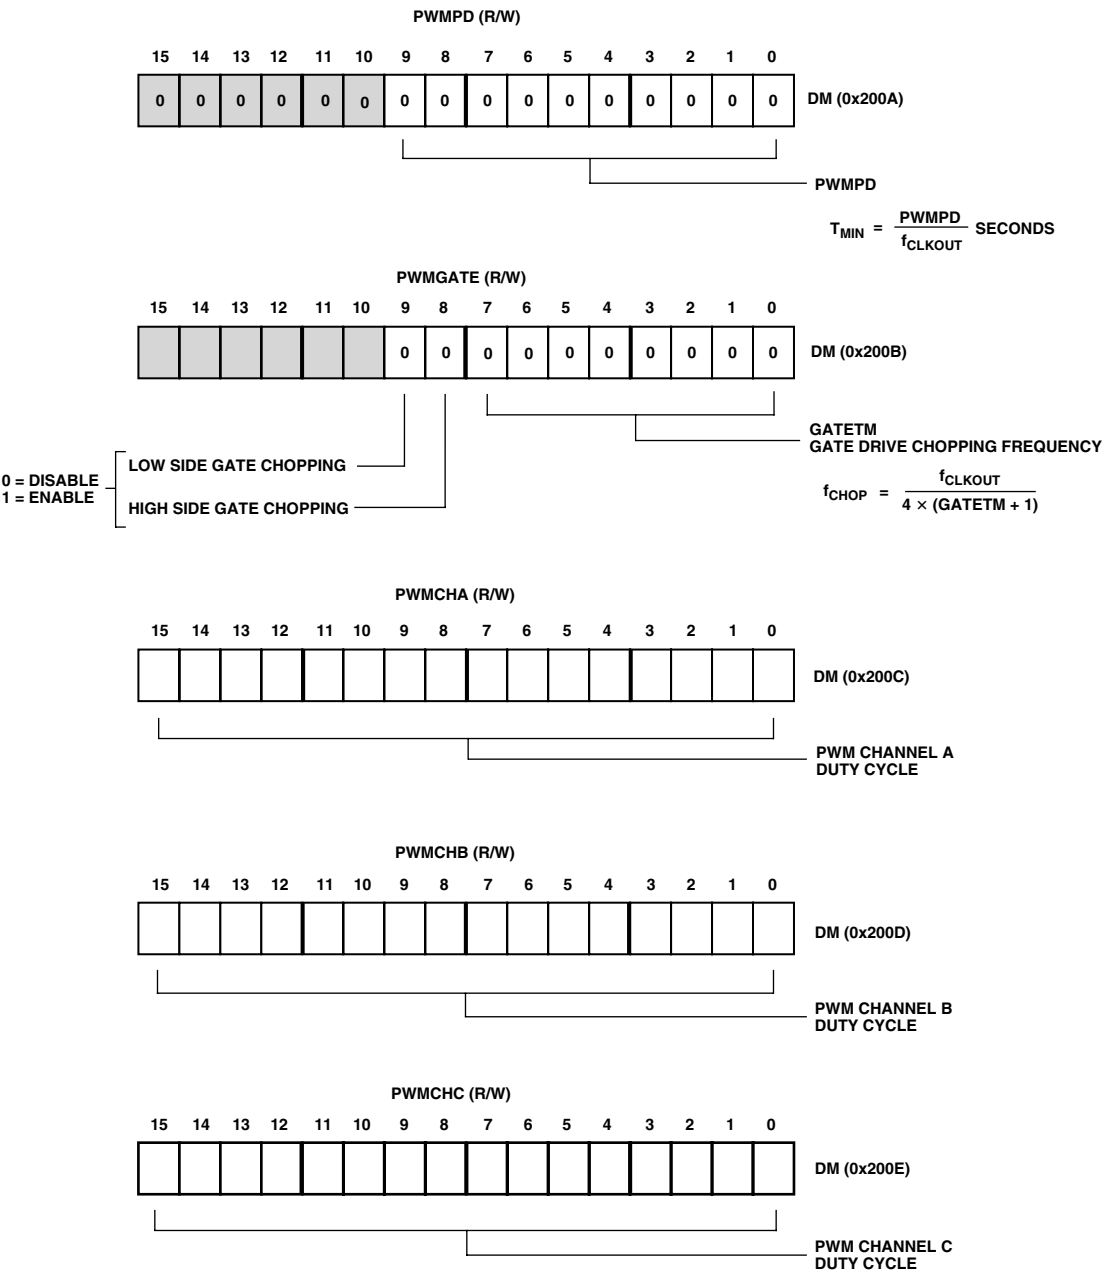 PWMPD (R/W)
15 14 13 12 11 10 9 8 7 6 5 4 3 2 1 0
0 0 0 0 0 0 0 0 0 0 0 0 0 0 0 0 DM (0x200A)
PWMPD
T_MIN = PWMPD / f_CLKOUT SECONDS
PWMGATE (R/W)
15 14 13 12 11 10 9 8 7 6 5 4 3 2 1 0
0 0 0 0 0 0 0 0 0 0 DM (0x200B)
GATETM
GATE DRIVE CHOPPING FREQUENCY
f_CHOP = f_CLKOUT / 4 × (GATETM + 1)
0 = DISABLE
1 = ENABLE
LOW SIDE GATE CHOPPING
HIGH SIDE GATE CHOPPING
PWMCHA (R/W)
15 14 13 12 11 10 9 8 7 6 5 4 3 2 1 0
DM (0x200C)
PWM CHANNEL A
DUTY CYCLE
PWMCHB (R/W)
15 14 13 12 11 10 9 8 7 6 5 4 3 2 1 0
DM (0x200D)
PWM CHANNEL B
DUTY CYCLE
PWMCHC (R/W)
15 14 13 12 11 10 9 8 7 6 5 4 3 2 1 0
DM (0x200E)
PWM CHANNEL C
DUTY CYCLE